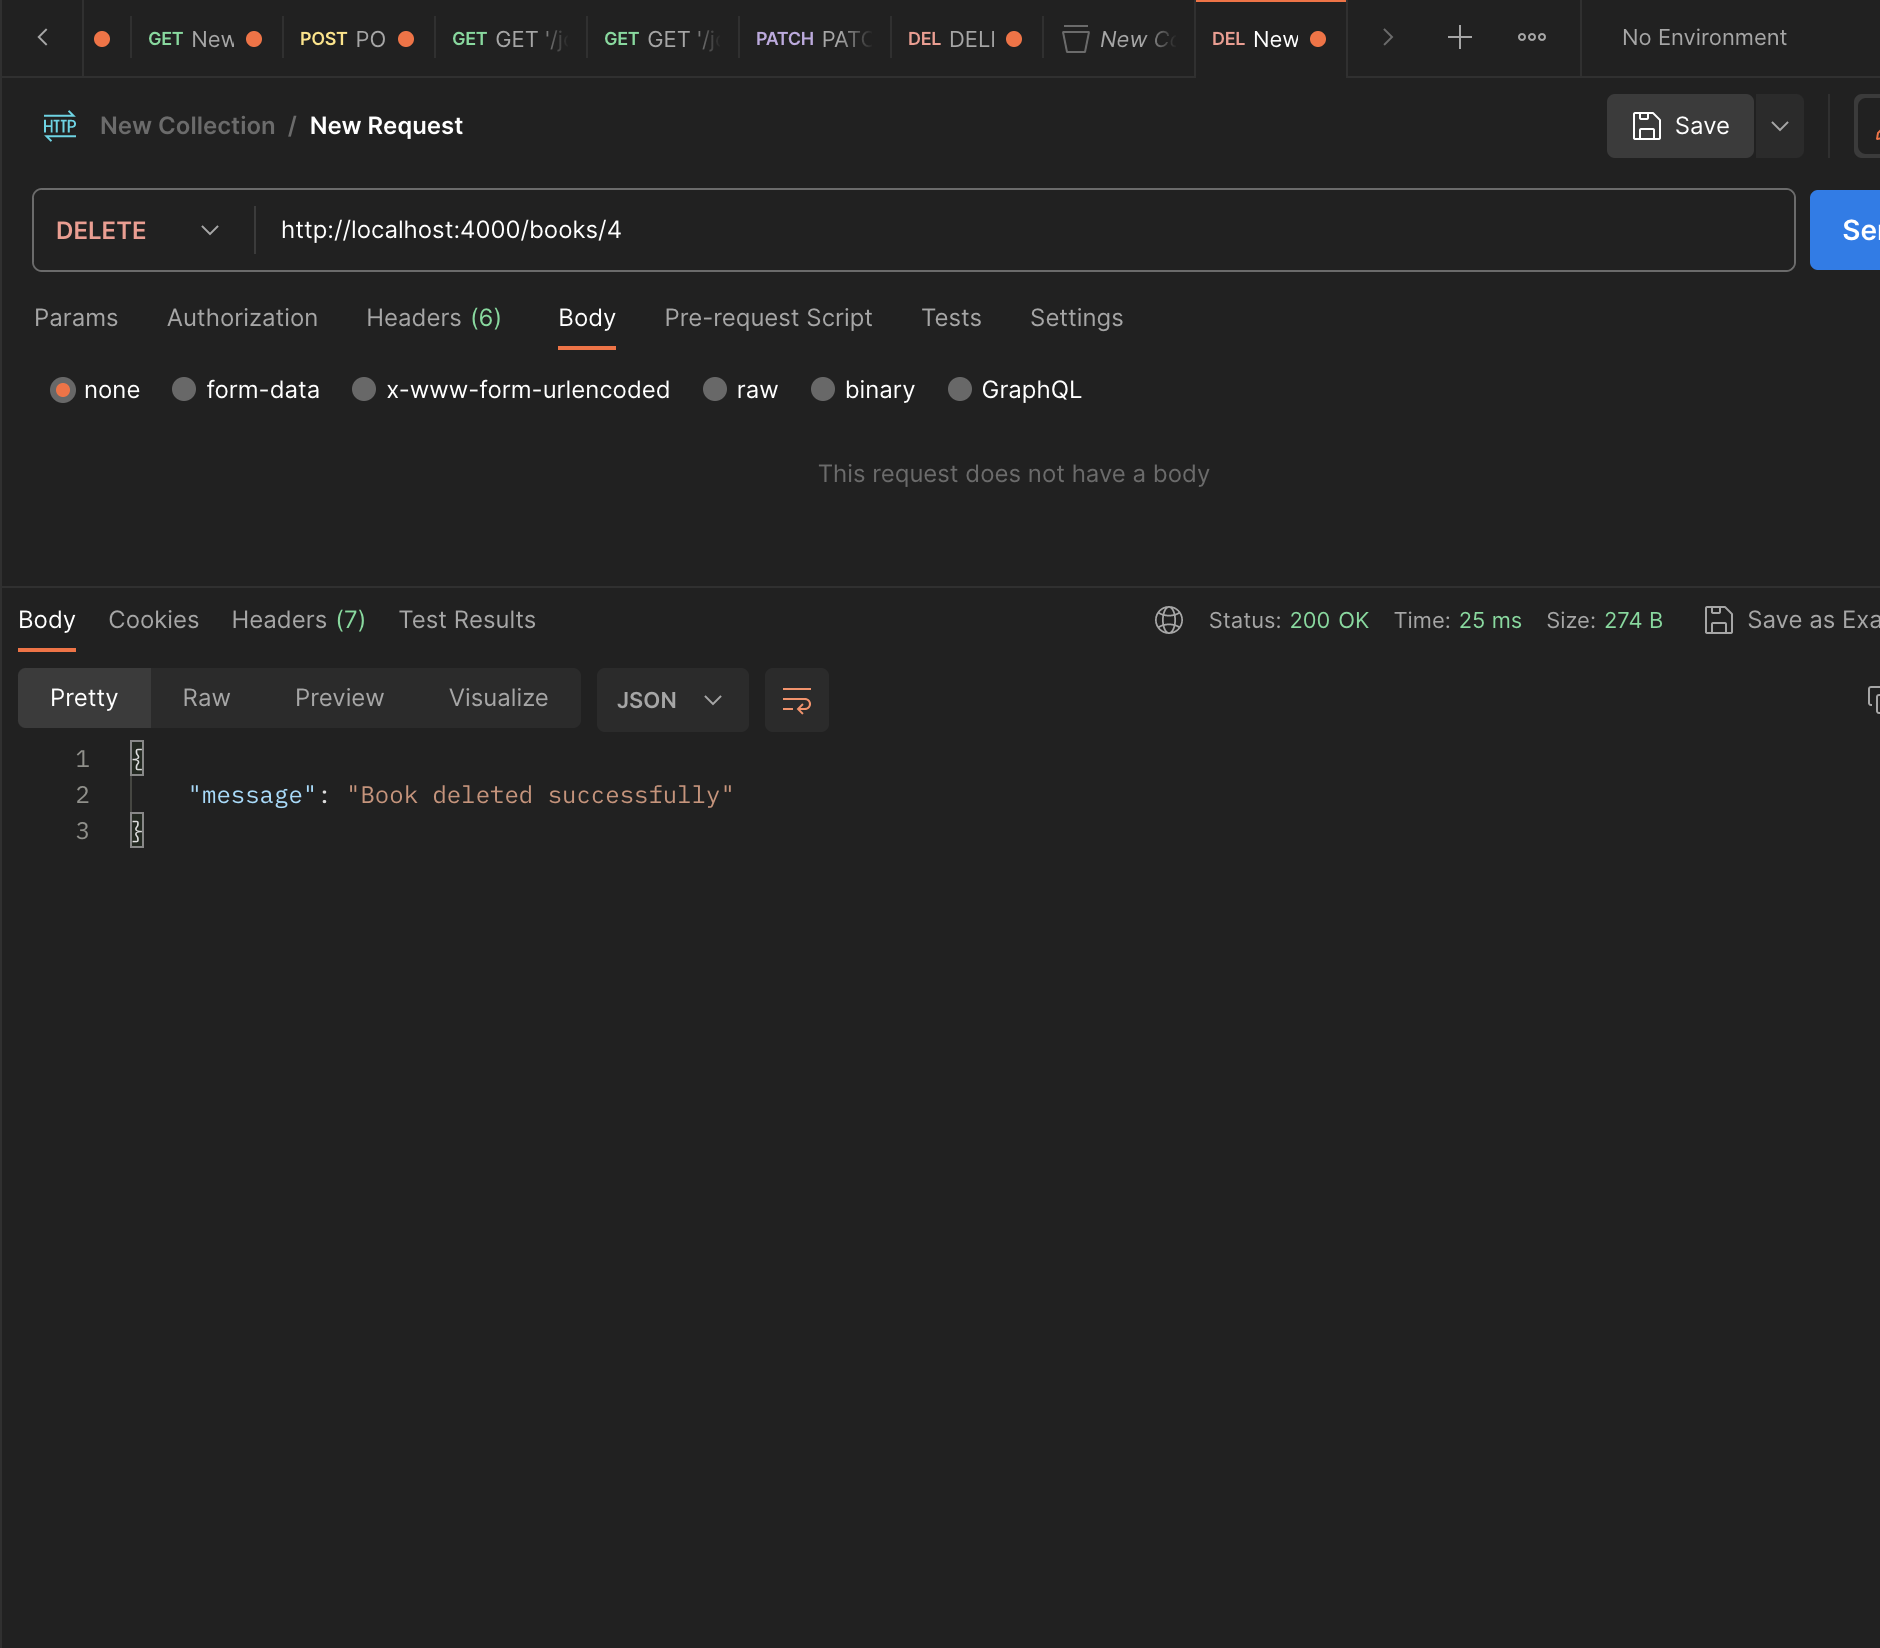 GET New POST PO GET GET '/j GET GET '/j PATCH PATC DEL DELI New C DEL New No Environment
HTTP New Collection / New Request Save
DELETE http://localhost:4000/books/4 Se
Params Authorization Headers (6) Body Pre-request Script Tests Settings
none form-data x-www-form-urlencoded raw binary GraphQL
This request does not have a body
Body Cookies Headers (7) Test Results Status: 200 OK Time: 25 ms Size: 274 B Save as Exa
Pretty Raw Preview Visualize JSON
1 {
2 "message": "Book deleted successfully"
3 }